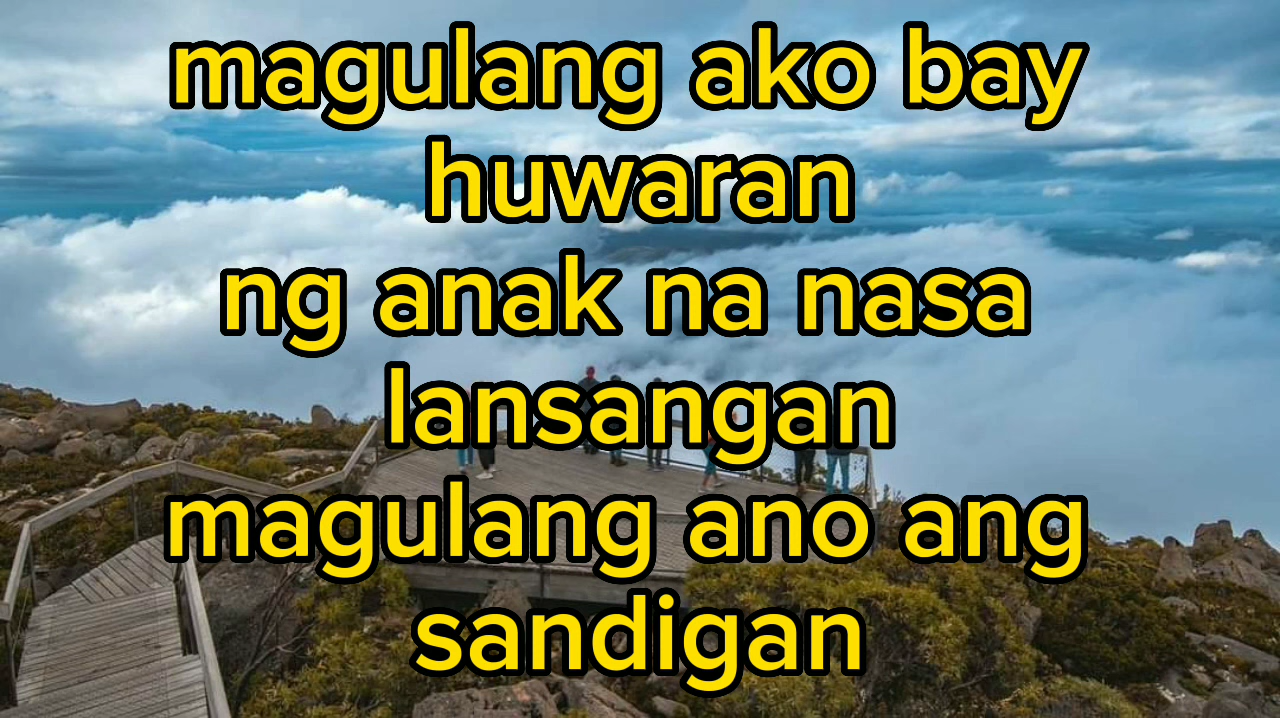 magulang ako bay
huwaran
ng anak na nasa
lansangan
magulang ano ang
sandigan